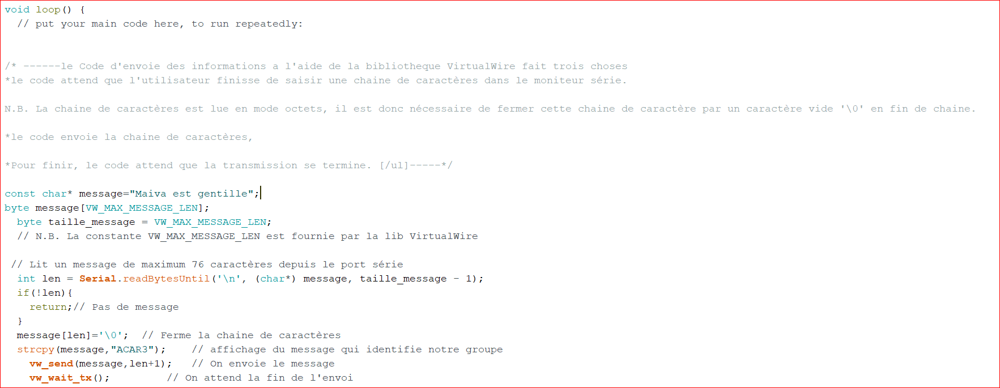 void loop() {
  // put your main code here, to run repeatedly:
/* ------le Code d'envoie des informations a l'aide de la bibliotheque VirtualWire fait trois choses
*le code attend que l'utilisateur finisse de saisir une chaine de caractères dans le moniteur série.
N.B. La chaine de caractères est lue en mode octets, il est donc nécessaire de fermer cette chaine de caractère par un caractère vide '\0' en fin de chaine.
*le code envoie la chaine de caractères,
*Pour finir, le code attend que la transmission se termine. [/ul]-----*/
const char* message="Maiva est gentille";
byte message[VW_MAX_MESSAGE_LEN];
  byte taille_message = VW_MAX_MESSAGE_LEN;
  // N.B. La constante VW_MAX_MESSAGE_LEN est fournie par la lib VirtualWire
 // Lit un message de maximum 76 caractères depuis le port série
  int len = Serial.readBytesUntil('\n', (char*) message, taille_message - 1);
  if(!len){
    return;// Pas de message
  }
  message[len]='\0';  // Ferme la chaine de caractères
  strcpy(message,"ACAR3");    // affichage du message qui identifie notre groupe
    vw_send(message,len+1);   // On envoie le message
    vw_wait_tx();         // On attend la fin de l'envoi